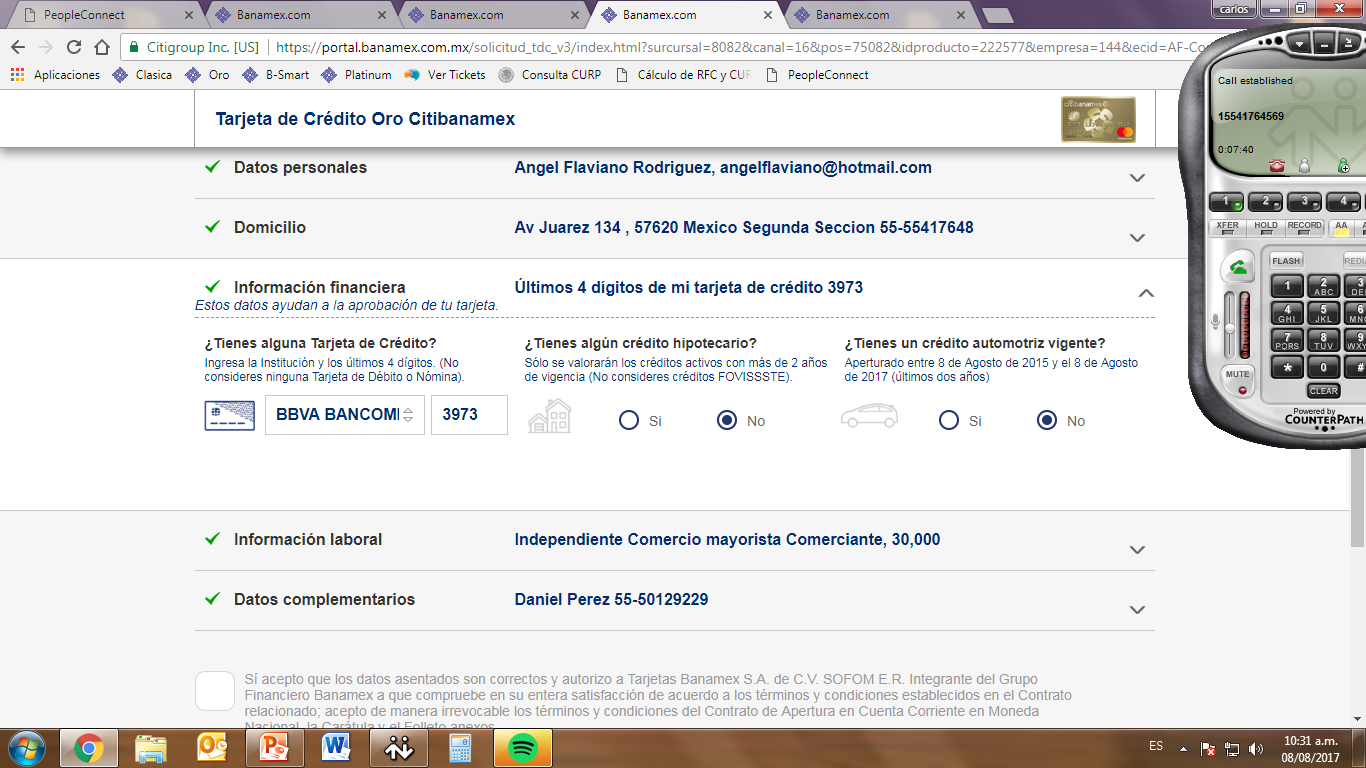 PeopleConnect
Banamex.com
Banamex.com
Banamex.com
Banamex.com
carlos
Citigroup Inc. [US]
https://portal.banamex.com.mx/solicitud_tdc_v3/index.html?surcursal=8082&canal=16&pos=75082&idproducto=222577&empresa=144&ecid=AF-Co
Aplicaciones
Clasica
Oro
B-Smart
Platinum
Ver Tickets
Consulta CURP
Cálculo de RFC y CUR
PeopleConnect
Call established
15541764569
0:07:40
1 2 3 4
XFER HOLD RECORD AA
FLASH REDI
1 2 ABC 3 DE
4 GHI 5 JKL 6 MN
7 PQRS 8 TUV 9 WXY
* 0 #
MUTE
CLEAR
Powered by
COUNTERPATH
Tarjeta de Crédito Oro Citibanamex
citibanamex
Datos personales
Angel Flaviano Rodriguez, angelflaviano@hotmail.com
Domicilio
Av Juarez 134 , 57620 Mexico Segunda Seccion 55-55417648
Información financiera
Últimos 4 dígitos de mi tarjeta de crédito 3973
Estos datos ayudan a la aprobación de tu tarjeta.
¿Tienes alguna Tarjeta de Crédito?
Ingresa la Institución y los últimos 4 dígitos. (No
consideres ninguna Tarjeta de Débito o Nómina).
BBVA BANCOM
3973
¿Tienes algún crédito hipotecario?
Sólo se valorarán los créditos activos con más de 2 años
de vigencia (No consideres créditos FOVISSSTE).
Si
No
¿Tienes un crédito automotriz vigente?
Aperturado entre 8 de Agosto de 2015 y el 8 de Agosto
de 2017 (últimos dos años)
Si
No
Información laboral
Independiente Comercio mayorista Comerciante, 30,000
Datos complementarios
Daniel Perez 55-50129229
Sí acepto que los datos asentados son correctos y autorizo a Tarjetas Banamex S.A. de C.V. SOFOM E.R. Integrante del Grupo
Financiero Banamex a que compruebe en su entera satisfacción de acuerdo a los términos y condiciones establecidos en el Contrato
relacionado; acepto de manera irrevocable los términos y condiciones del Contrato de Apertura en Cuenta Corriente en Moneda
Nacional, la Carátula y el Folleto anexos.
ES
10:31 a.m.
08/08/2017